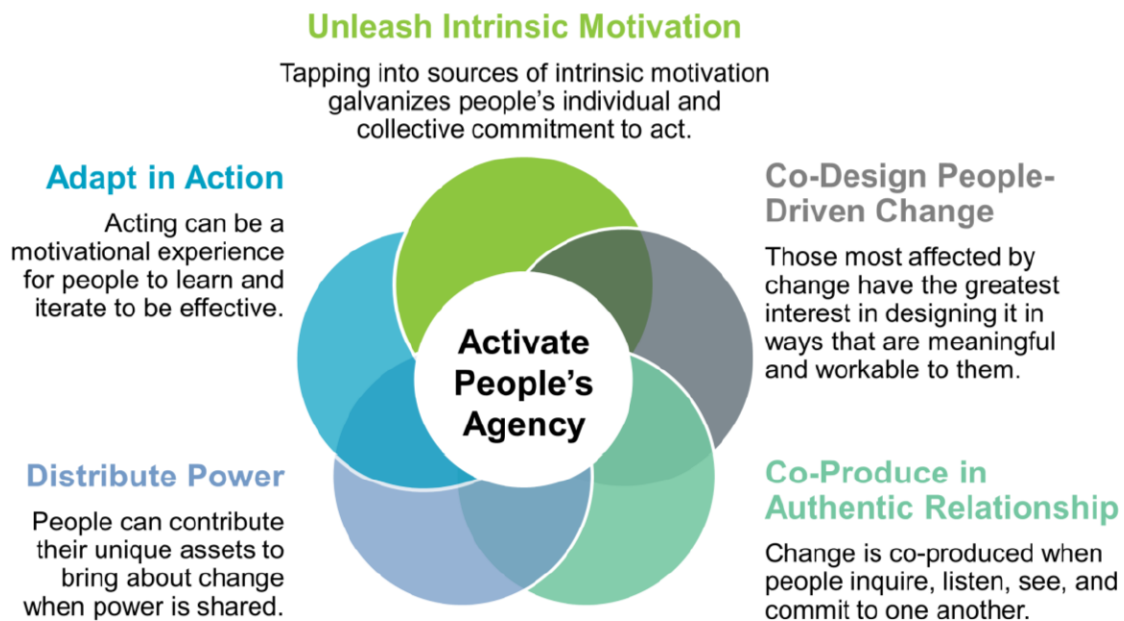 Unleash Intrinsic Motivation
Tapping into sources of intrinsic motivation
galvanizes people's individual and
collective commitment to act.
Adapt in Action
Acting can be a
motivational experience
for people to learn and
iterate to be effective.
Co-Design People-
Driven Change
Those most affected by
change have the greatest
interest in designing it in
ways that are meaningful
and workable to them.
Activate
People's
Agency
Distribute Power
People can contribute
their unique assets to
bring about change
when power is shared.
Co-Produce in
Authentic Relationship
Change is co-produced when
people inquire, listen, see, and
commit to one another.